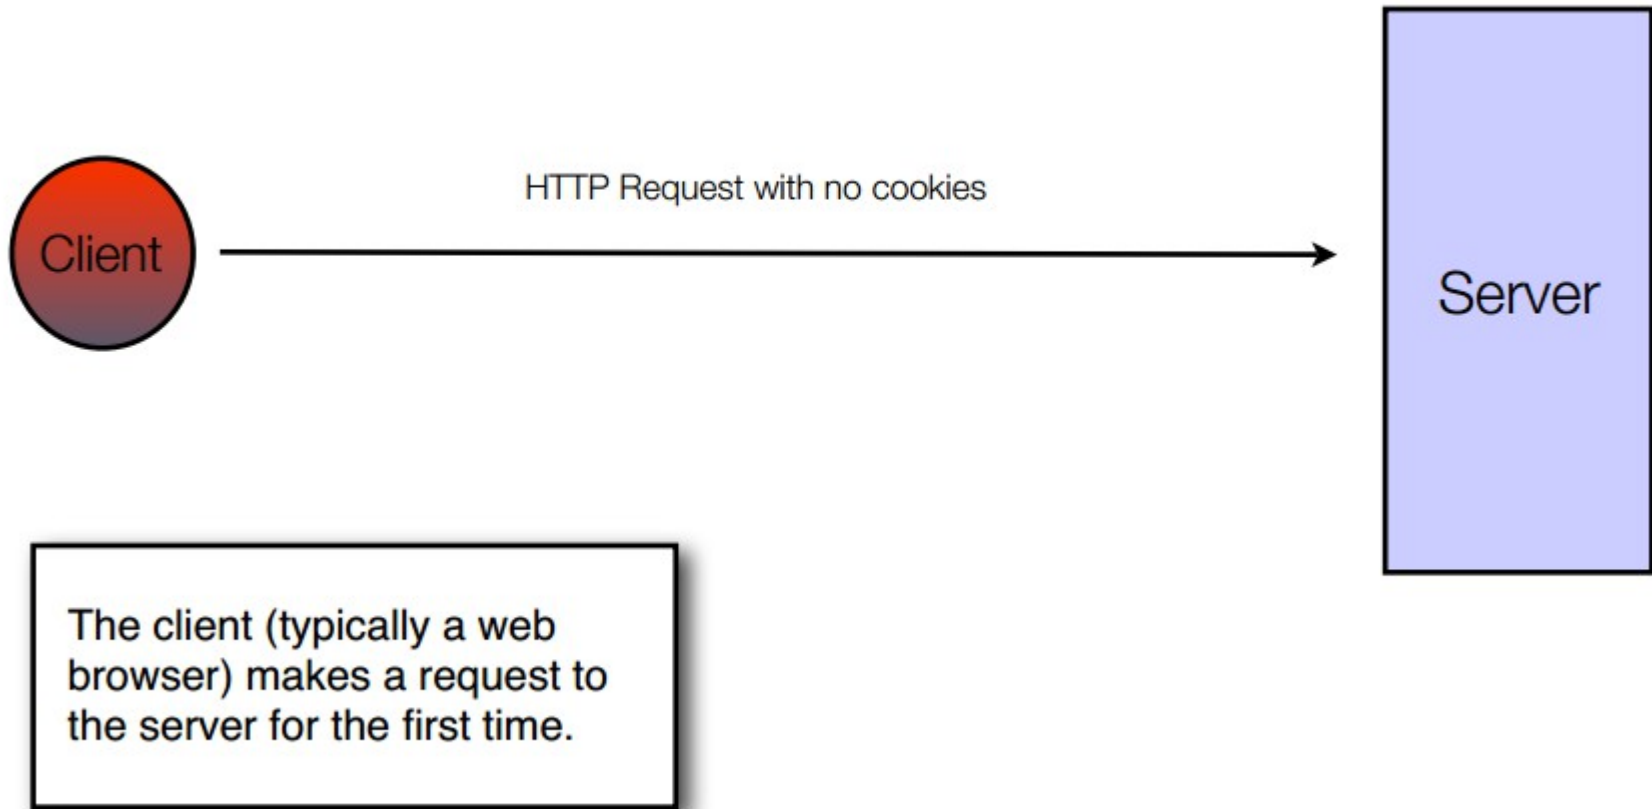 HTTP Request with no cookies
Client
Server
The client (typically a web
browser) makes a request to
the server for the first time.